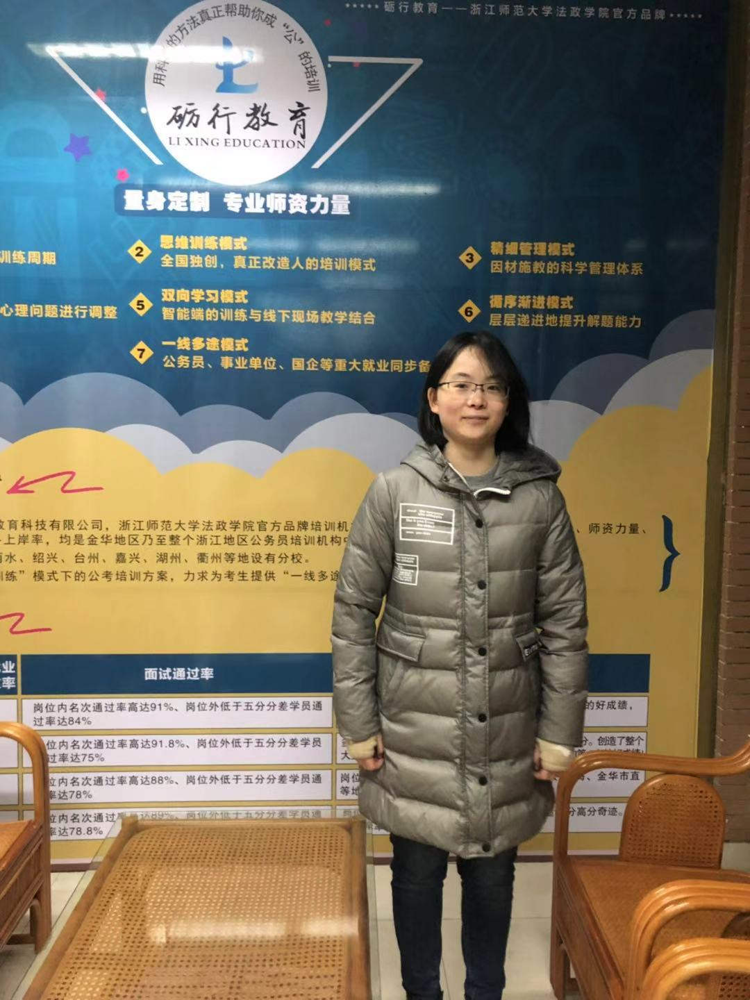 *****砺行教育——浙江师范大学法政学院官方品牌*****
用科 的方法真正帮助你成“公”的培训
砺行教育
LI XING EDUCATION
量身定制 专业师资力量
训练周期
2 思维训练模式
全国独创，真正改造人的培训模式
3 精细管理模式
因材施教的科学管理体系
心理问题进行调整
5 双向学习模式
智能端的训练与线下现场教学结合
6 循序渐进模式
层层递进地提升解题能力
7 一线多途模式
公务员、事业单位、国企等重大就业同步备
教育科技有限公司，浙江师范大学法政学院官方品牌培训机 、师资力量、
上岸率，均是金华地区乃至整个浙江地区公务员培训机构中
丽水、绍兴、台州、嘉兴、湖州、衢州等地设有分校。
训练”模式下的公考培训方案，力求为考生提供“一线多途
业
率
面试通过率
岗位内名次通过率高达91%、岗位外低于五分分差学员通
过率达84%
的好成绩，
位内名次通过率高达91.8%、岗位外低于五分分差学员
过率达75%
分。创造了整个
位内名次通过率高达88%、岗位外低于五分分差学员通
率达78%
岗位
等地
、金华市直
位内名次通过率高达89%、岗位外低于五分分差学员通
率达78.8%
分高分奇迹。